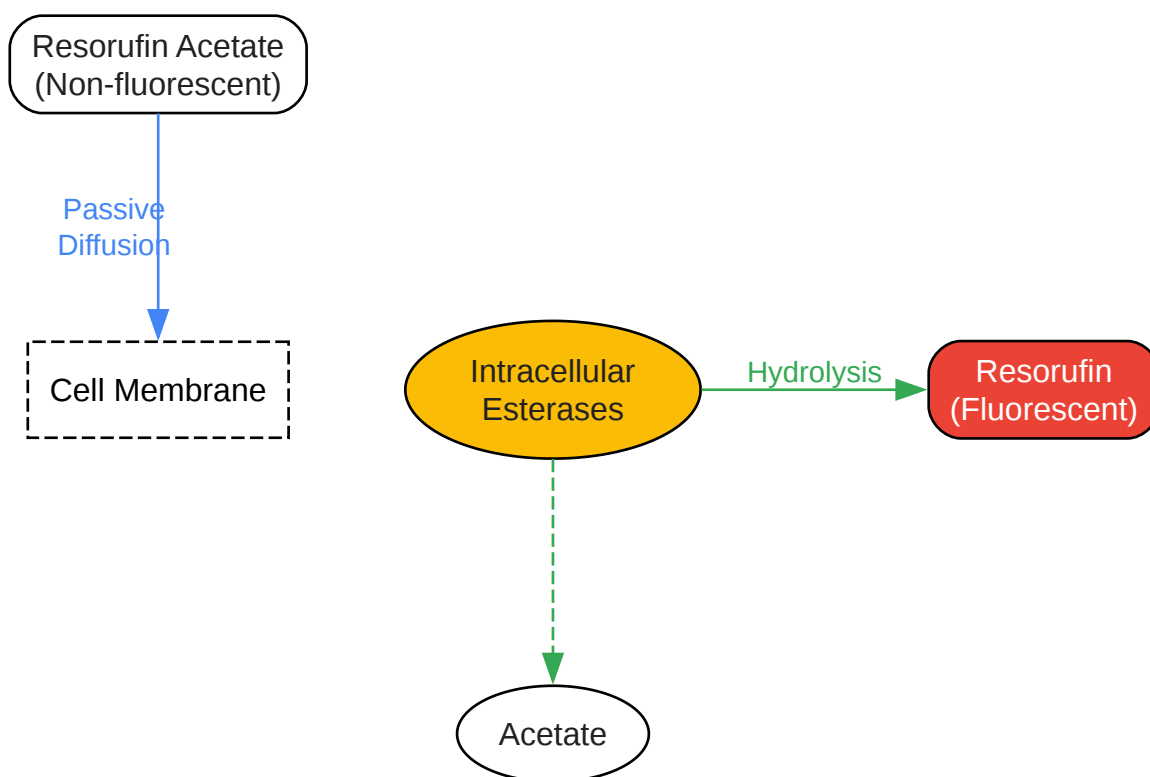 Resorufin Acetate
(Non-fluorescent)
Passive
Diffusion
Cell Membrane
Intracellular
Esterases
Hydrolysis
Resorufin
(Fluorescent)
Acetate